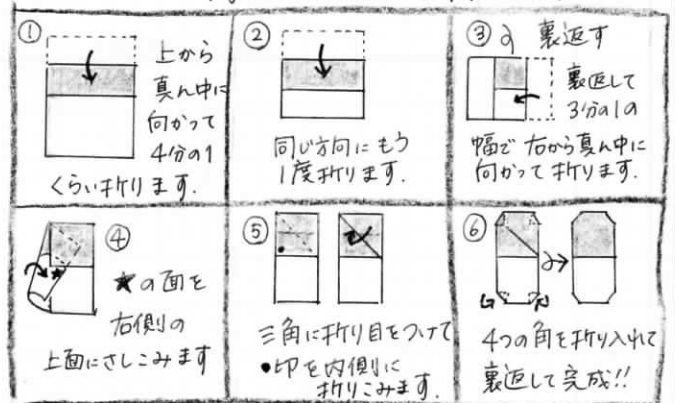 ①
上から
真ん中に
向かって
4分の1
くらい折ります.
②
同じ方向にもう
1度折ります.
③
裏返す
裏返して
3分の1の
幅で右から真ん中に
向かって折ります.
④
★の面を
右側の
上面にさしこみます
★
⑤
三角に折り目をつけて
●印を内側に
折りこみます.
⑥
4つの角を折り入れて
裏返して完成!!